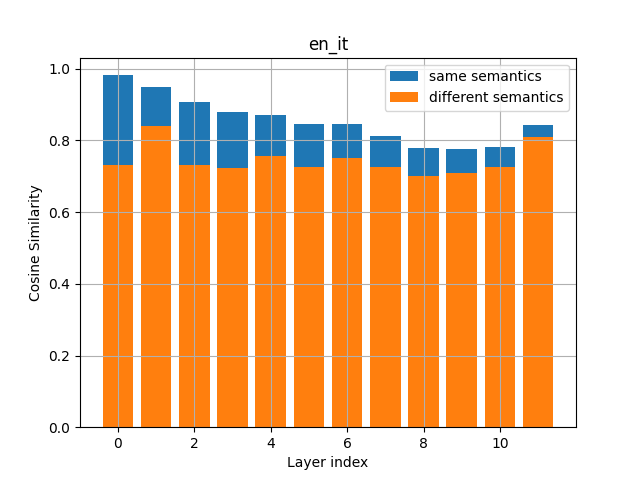 en_it
same semantics
different semantics
1.0
0.8
0.6
0.4
0.2
0.0
Cosine Similarity
0 2 4 6 8 10
Layer index